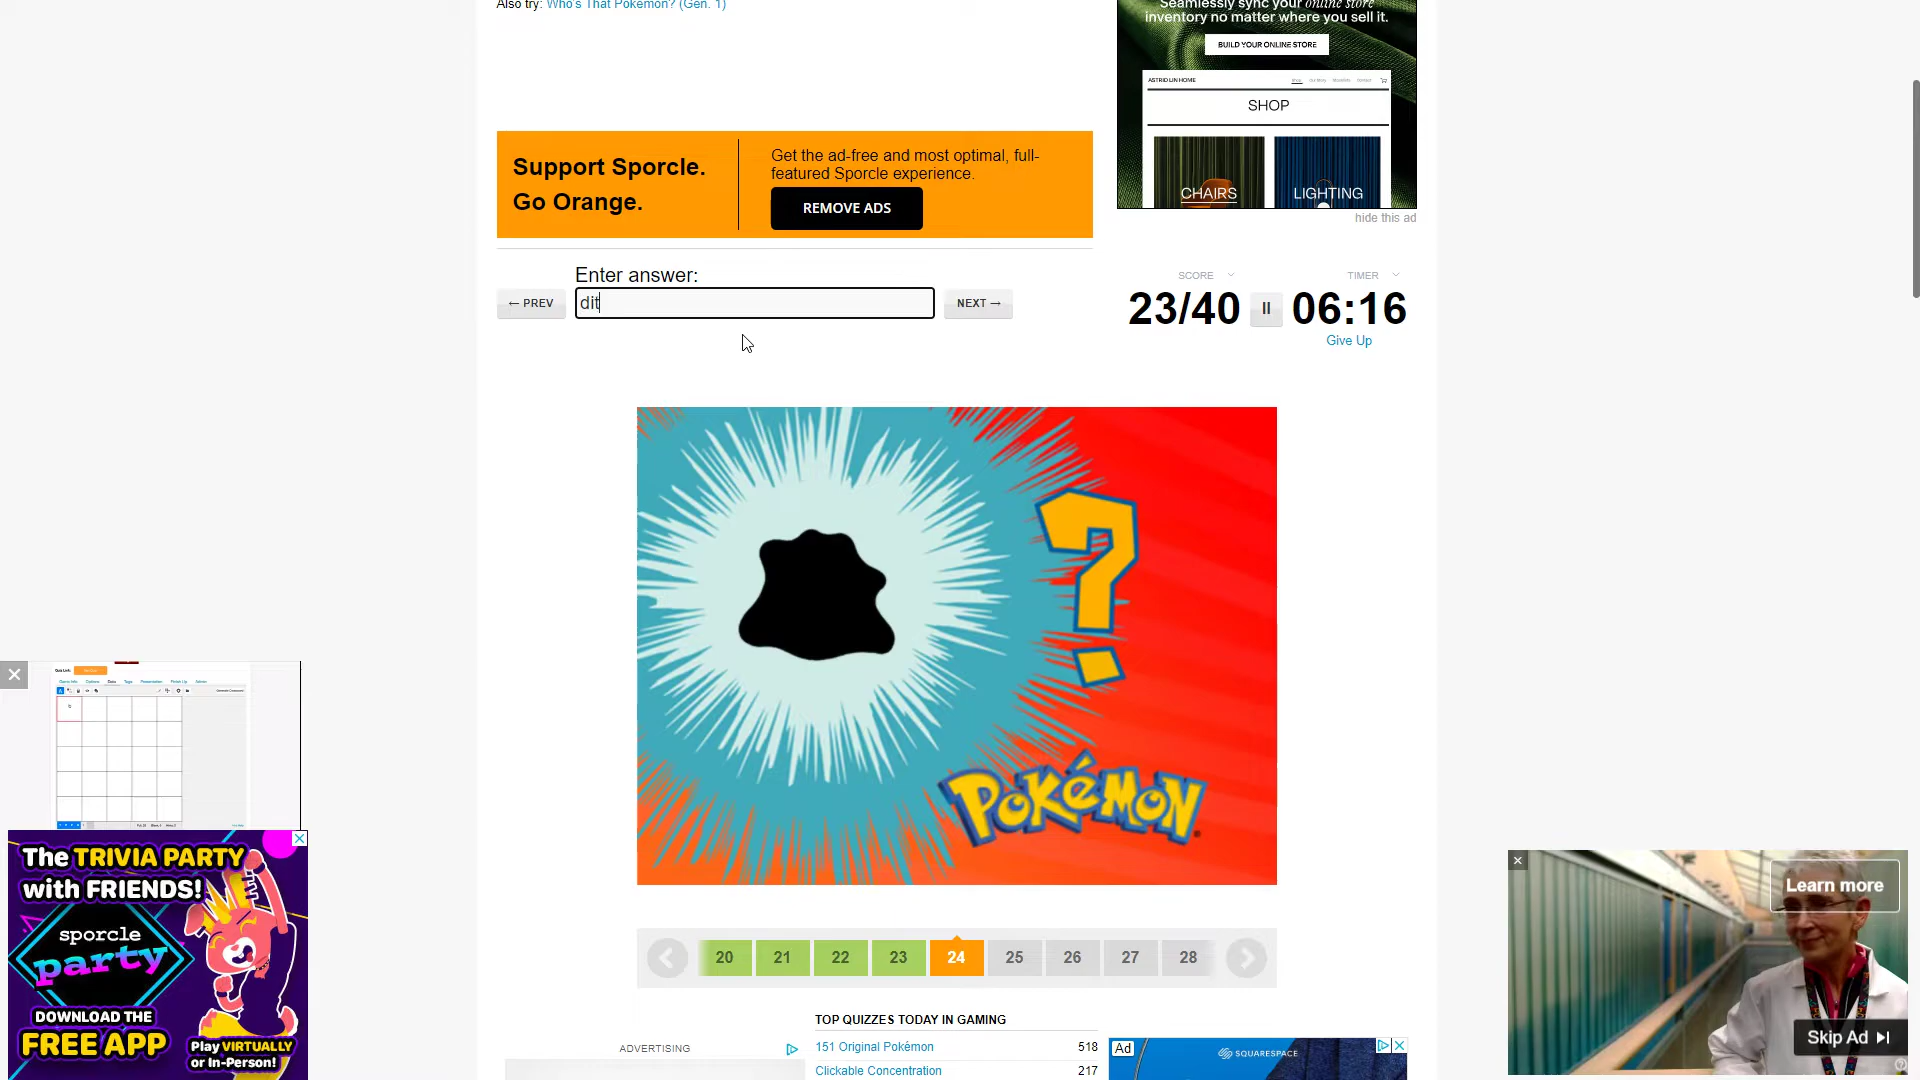 Also try: Who's That Pokémon? (Gen. 1)
Seamlessly sync your online store
inventory no matter where you sell it.
BUILD YOUR ONLINE STORE
ASTRID LIN HOME
SHOP
CHAIRS
LIGHTING
hide this ad
Support Sporcle.
Go Orange.
Get the ad-free and most optimal, full-
featured Sporcle experience.
REMOVE ADS
Enter answer:
← PREV
dit
NEXT →
SCORE
TIMER
23/40
06:16
Give Up
?
POKéMON
20 21 22 23 24 25 26 27 28
The TRIVIA PARTY
with FRIENDS!
sporcle
party
DOWNLOAD THE
FREE APP
Play VIRTUALLY
or In-Person!
Learn more
Skip Ad
TOP QUIZZES TODAY IN GAMING
151 Original Pokémon 518
Clickable Concentration 217
ADVERTISING
Ad
SQUARESPACE